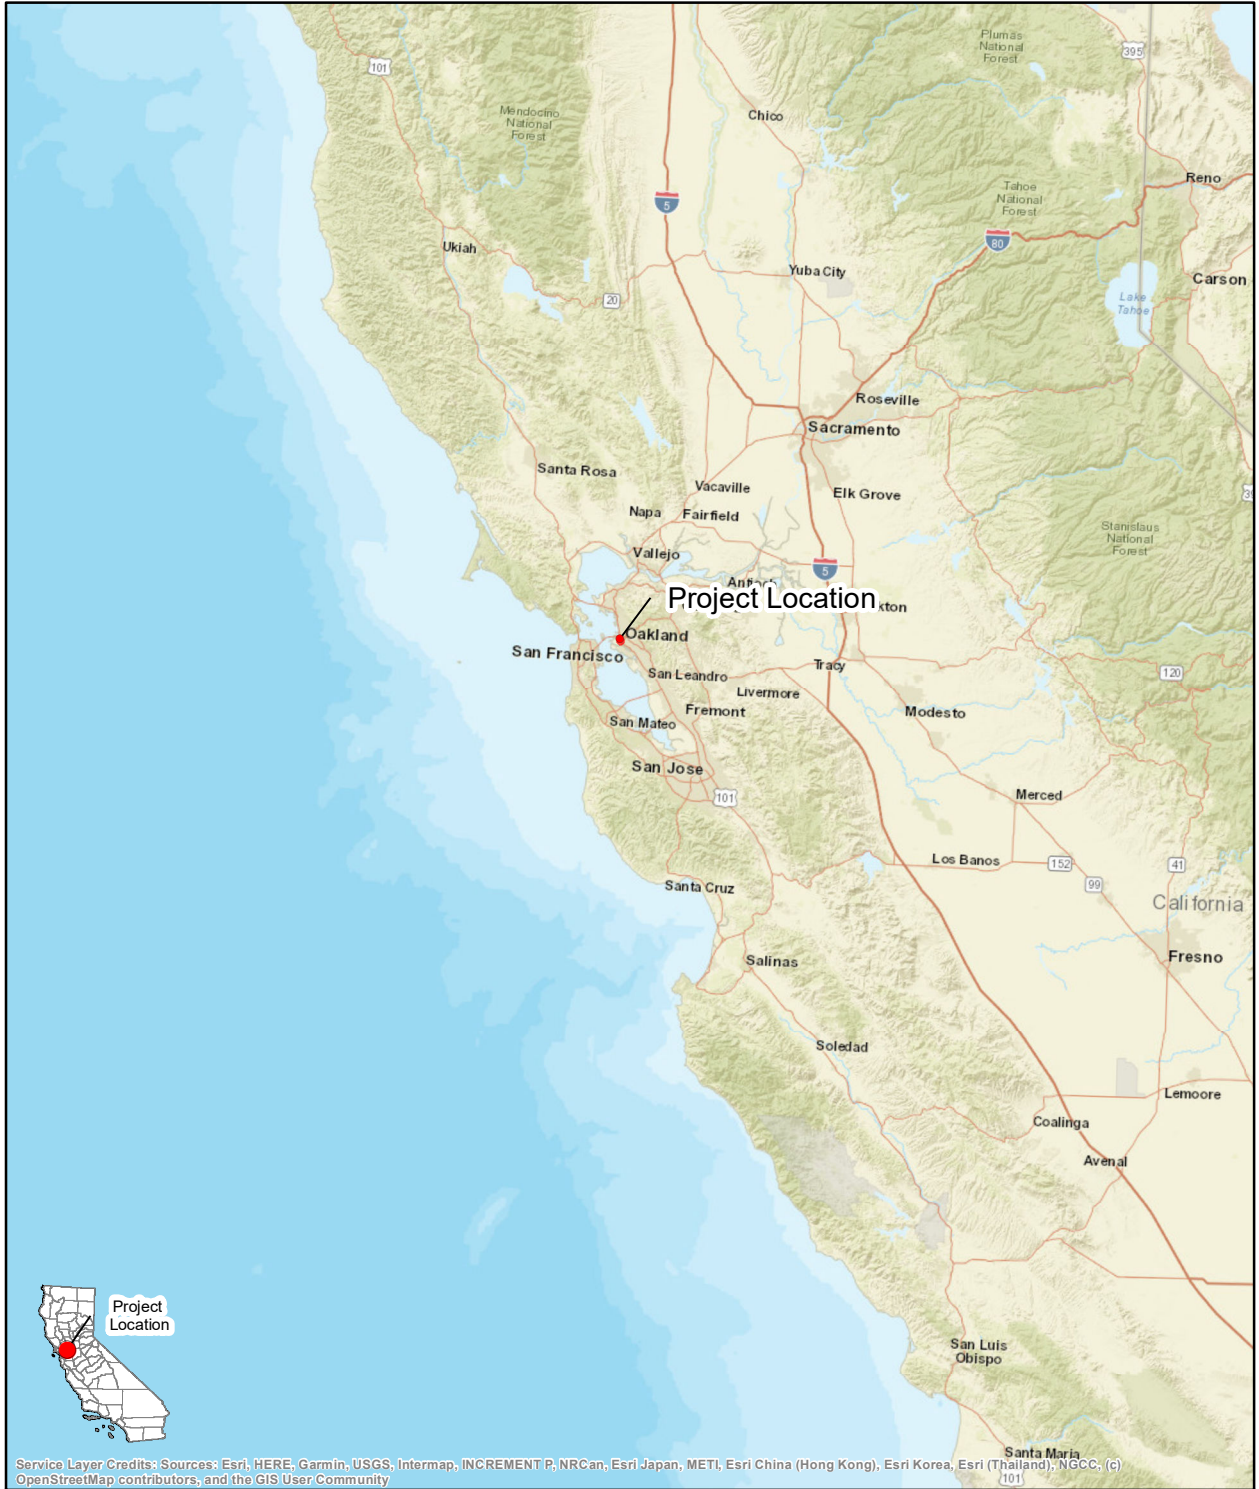 Plumas
National
Forest
395
101
Mendocino
National
Forest
Chico
Reno
5
Tahoe
National
Forest
80
Ukiah
Yuba City
Carson
20
Lake
Tahoe
Roseville
Sacramento
Santa Rosa
Vacaville
Elk Grove
Napa
Fairfield
Stanislaus
National
Forest
Vallejo
5
Project Location
kton
Oakland
San Francisco
Tracy
San Leandro
120
Livermore
Fremont
Modesto
San Mateo
San Jose
101
Merced
Los Banos
152
41
99
Santa Cruz
California
Fresno
Salinas
Soledad
Lemoore
Coalinga
Avenal
Project
Location
San Luis
Obispo
Santa Maria
101
Service Layer Credits: Sources: Esri, HERE, Garmin, USGS, Intermap, INCREMENT P, NRCan, Esri Japan, METI, Esri China (Hong Kong), Esri Korea, Esri (Thailand), NGCC, (c)
OpenStreetMap contributors, and the GIS User Community